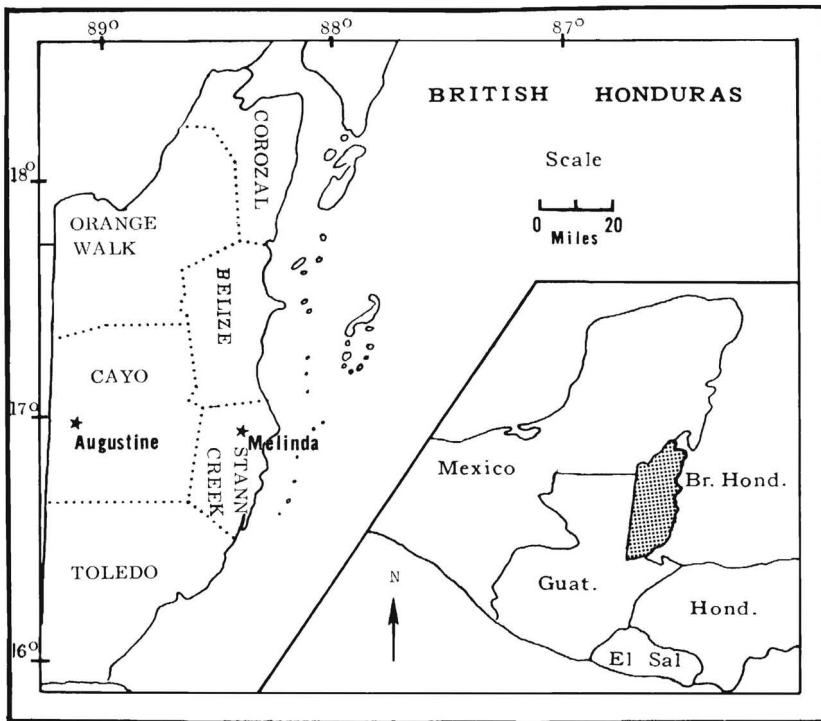 89° 88° 87°
BRITISH HONDURAS
COROZAL
Scale
18°
ORANGE
WALK
0 20
Miles
BELIZE
CAYO
17°
Augustine
Melinda
STANN
CREEK
Mexico
Br. Hond.
TOLEDO
N
Guat.
Hond.
16°
El Sal